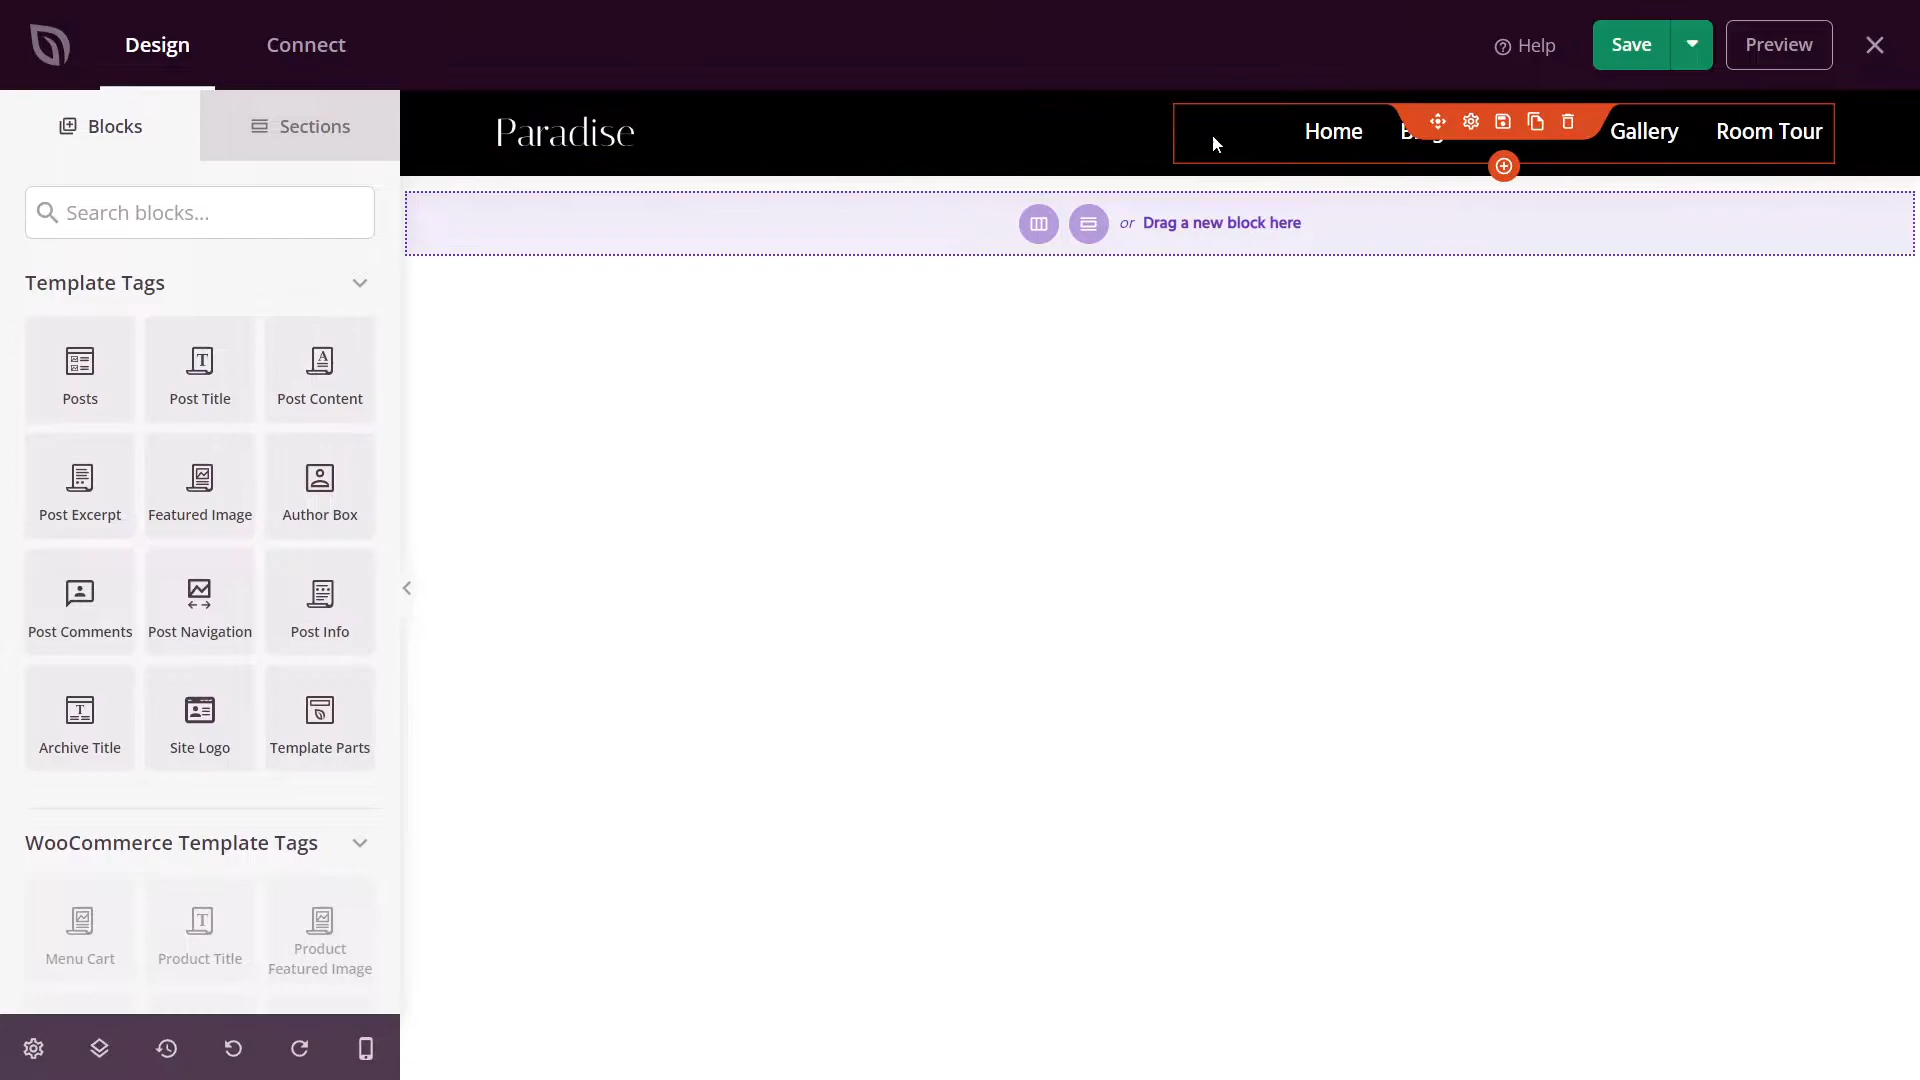 Design
Connect
Help
Save
Preview
Blocks
Sections
Paradise
Home
Gallery
Room Tour
Search blocks...
or Drag a new block here
Template Tags
Posts
Post Title
Post Content
Post Excerpt
Featured Image
Author Box
Post Comments
Post Navigation
Post Info
Archive Title
Site Logo
Template Parts
WooCommerce Template Tags
Menu Cart
Product Title
Product
Featured Image